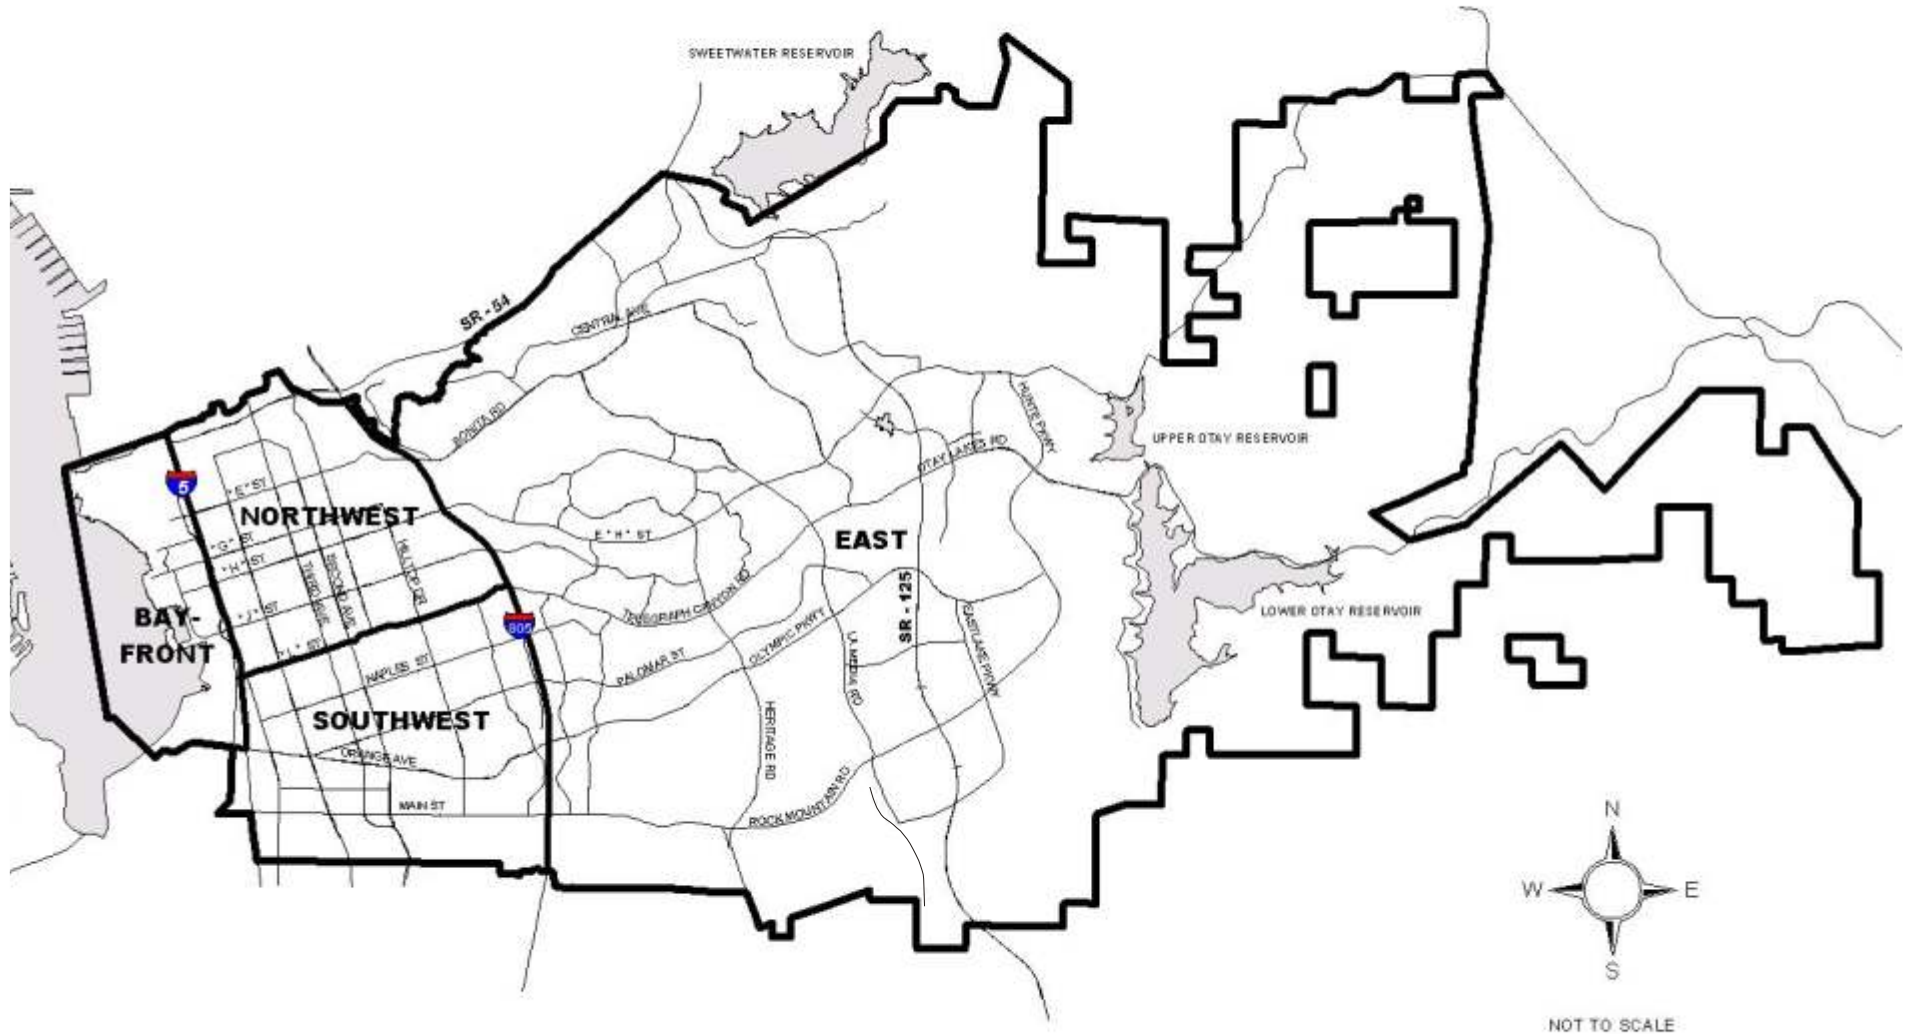 SWEETWATER RESERVOIR
SR - 54
CENTRAL AVE
BONITA RD
HUNTE PKWY
UPPER OTAY RESERVOIR
OTAY LAKES RD
5
"E" ST
NORTHWEST
"G" ST
"H" ST
E "H" ST
EAST
THIRD AVE
SECOND AVE
HILLTOP DR
BAY-
FRONT
"J" ST
"L" ST
805
TELEGRAPH CANYON RD
SR - 125
LOWER OTAY RESERVOIR
NAPLES ST
PALOMAR ST
OLYMPIC PKWY
LA MEDIA RD
EASTLAKE PKWY
SOUTHWEST
HERITAGE RD
ORANGE AVE
MAIN ST
ROCK MOUNTAIN RD
N
W
E
S
NOT TO SCALE